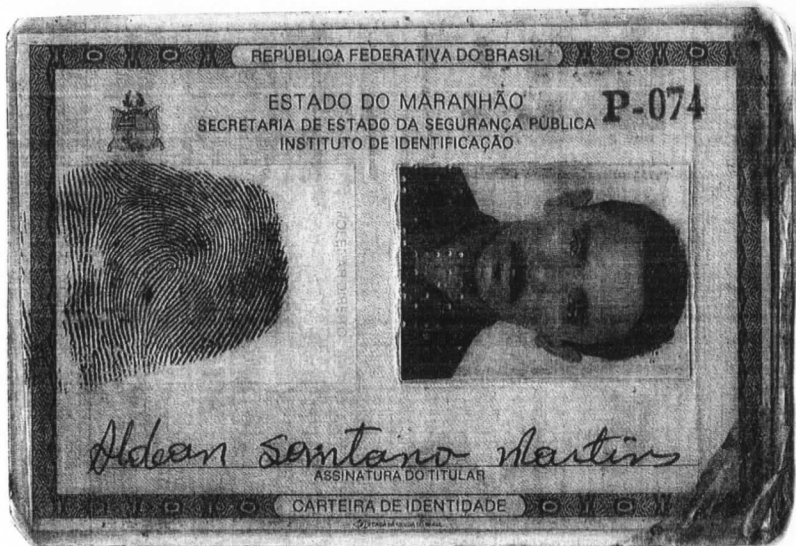 REPÚBLICA FEDERATIVA DO BRASIL
ESTADO DO MARANHÃO
P-074
SECRETARIA DE ESTADO DA SEGURANÇA PÚBLICA
INSTITUTO DE IDENTIFICAÇÃO
Aldean Santano Martins
ASSINATURA DO TITULAR
CARTEIRA DE IDENTIDADE